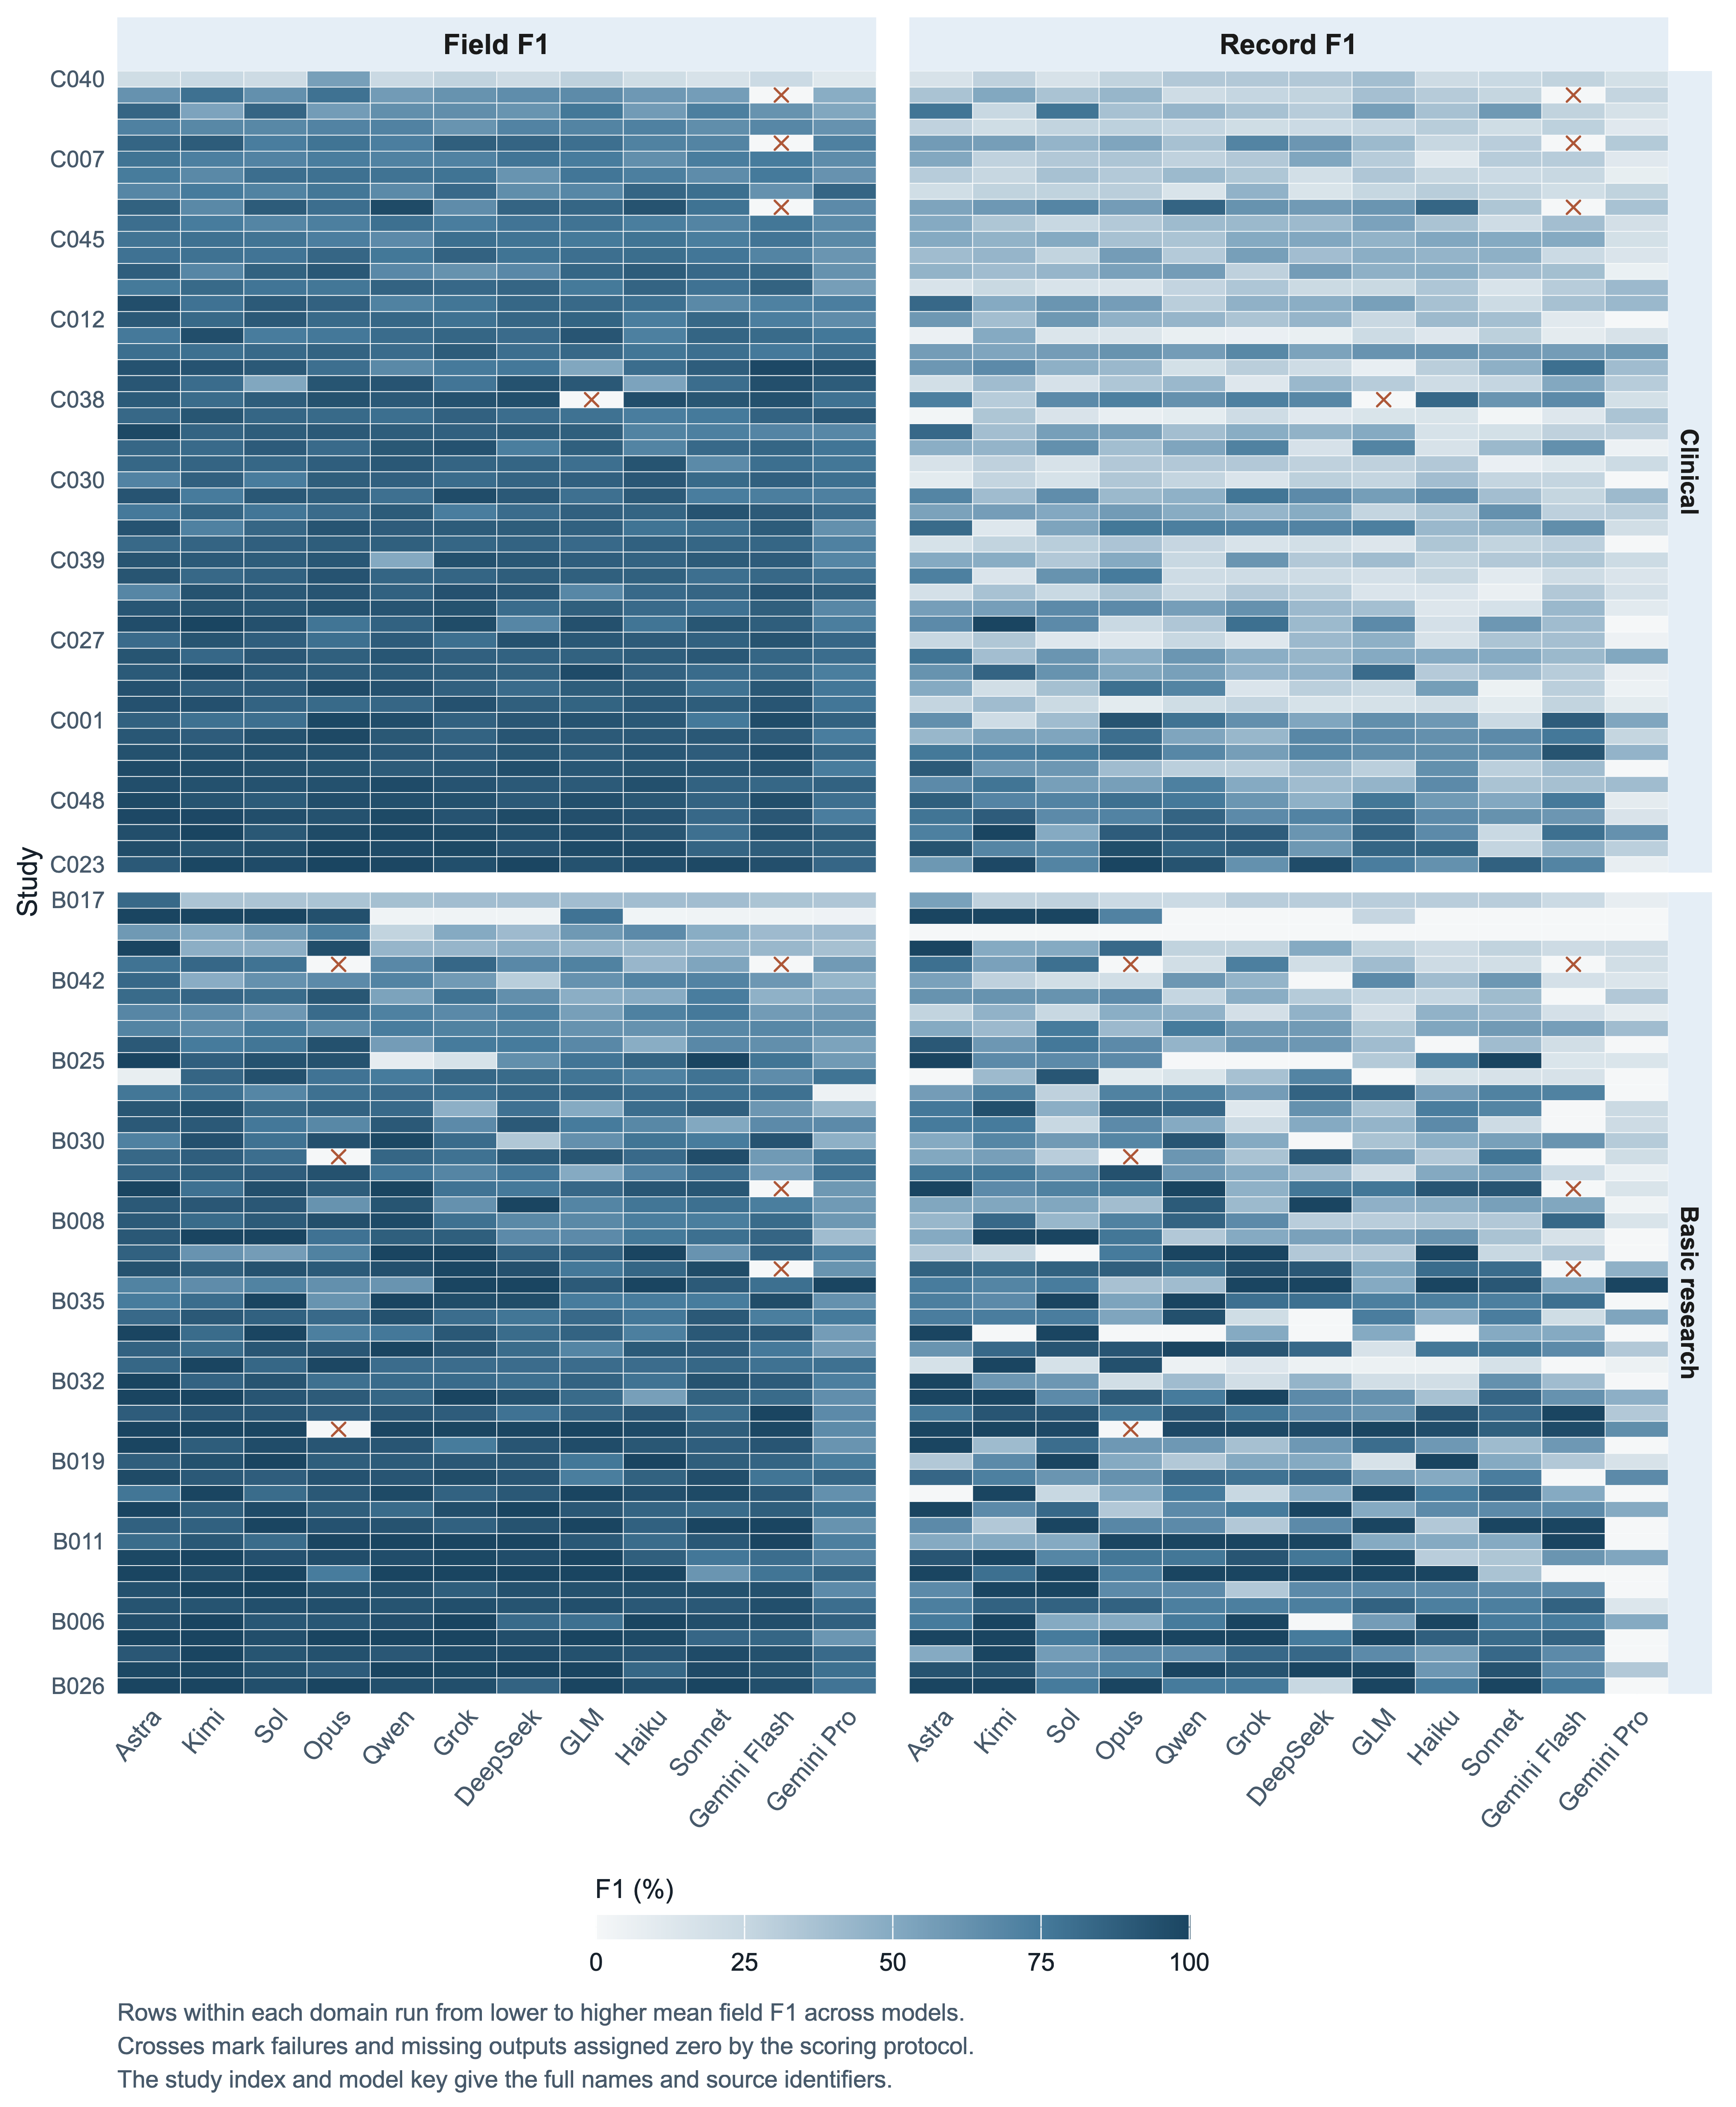 Field F1
Record F1
C040
C007
C045
C012
C038
C030
C039
C027
C001
C048
C023
Clinical
Study
B017
B042
B025
B030
B008
B035
B032
B019
B011
B006
B026
Basic research
Astra
Kimi
Sol
Opus
Qwen
Grok
DeepSeek
GLM
Haiku
Sonnet
Gemini Flash
Gemini Pro
Astra
Kimi
Sol
Opus
Qwen
Grok
DeepSeek
GLM
Haiku
Sonnet
Gemini Flash
Gemini Pro
F1 (%)
0 25 50 75 100
Rows within each domain run from lower to higher mean field F1 across models.
Crosses mark failures and missing outputs assigned zero by the scoring protocol.
The study index and model key give the full names and source identifiers.